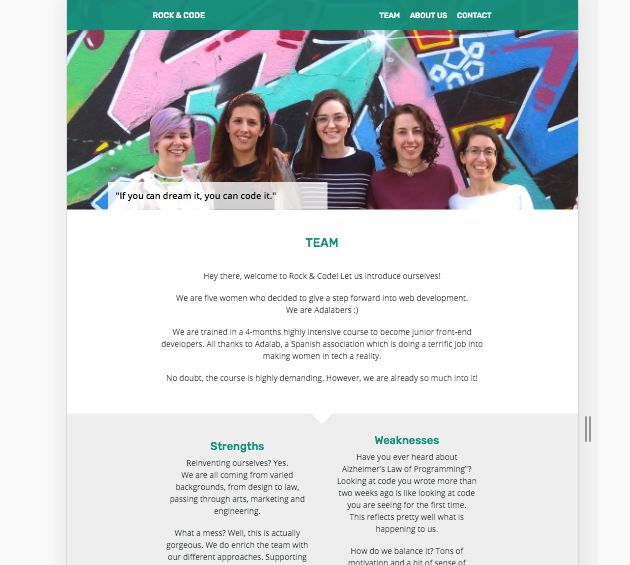 ROCK & CODE
TEAM ABOUT US CONTACT
"If you can dream it, you can code it."
TEAM
Hey there, welcome to Rock & Code! Let us introduce ourselves!
We are five women who decided to give a step forward into web development.
We are Adalabers :)
We are trained in a 4-months highly intensive course to become junior front-end
developers. All thanks to Adalab, a Spanish association which is doing a terrific job into
making women in tech a reality.
No doubt, the course is highly demanding. However, we are already so much into it!
Strengths
Reinventing ourselves? Yes.
We are all coming from varied
backgrounds, from design to law,
passing through arts, marketing and
engineering.
What a mess? Well, this is actually
gorgeous. We do enrich the team with
our different approaches. Supporting
Weaknesses
Have you ever heard about
Alzheimer's Law of Programming"?
Looking at code you wrote more than
two weeks ago is like looking at code
you are seeing for the first time.
This reflects pretty well what is
happening to us.
How do we balance it? Tons of
motivation and a bit of sense of